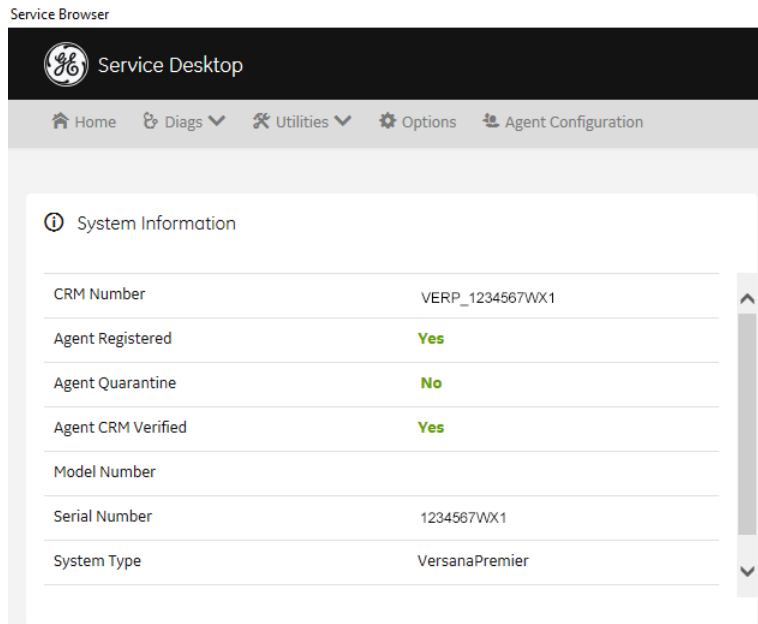 Service Browser
GE Service Desktop
Home Diags Utilities Options Agent Configuration
System Information
CRM Number VERP_1234567WX1
Agent Registered Yes
Agent Quarantine No
Agent CRM Verified Yes
Model Number
Serial Number 1234567WX1
System Type VersanaPremier